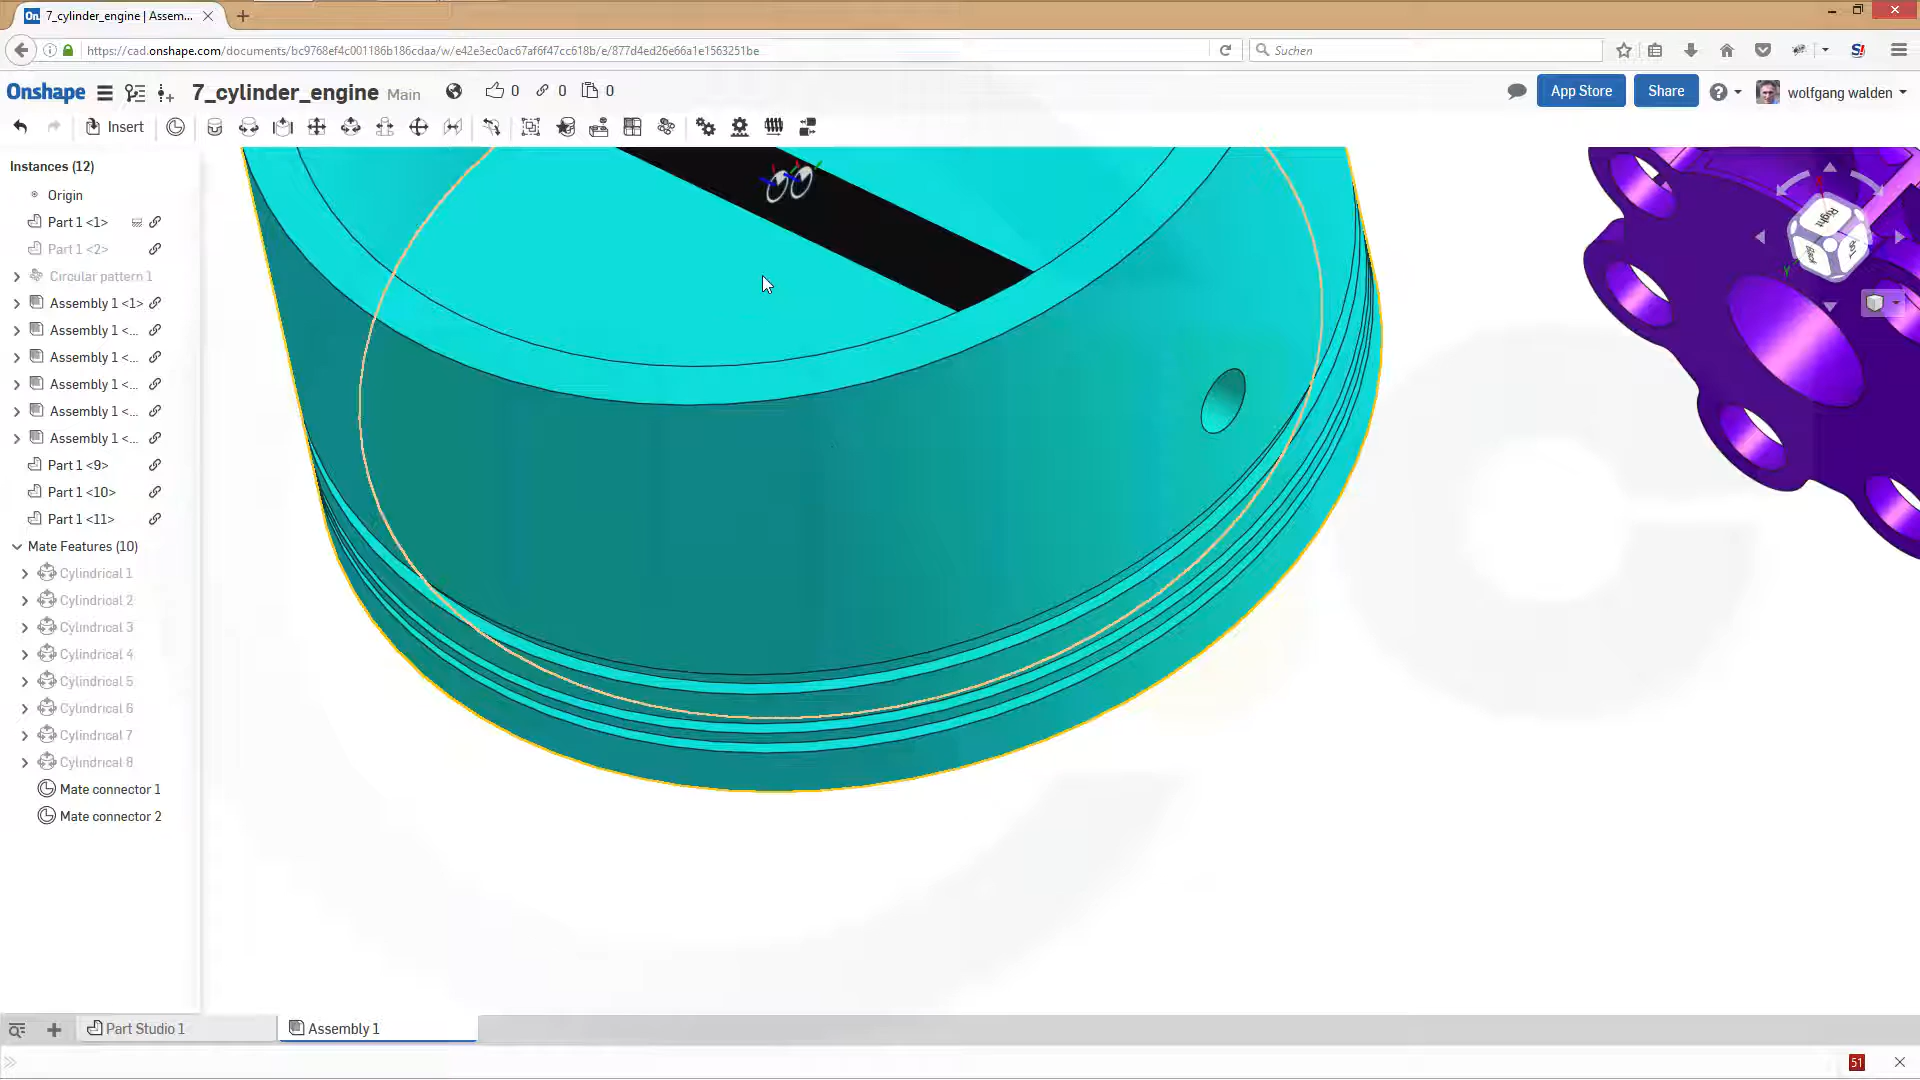 On 7_cylinder_engine | Assem...
https://cad.onshape.com/documents/bc9768ef4c001186b186cdaa/w/e42e3ec0ac67af6f47cc618b/e/877d4ed26e66a1e1563251be
Suchen
Onshape
7_cylinder_engine Main
0 0 0
App Store
Share
wolfgang walden
Insert
Instances (12)
Origin
Part 1 <1>
Part 1 <2>
Circular pattern 1
Assembly 1 <1>
Assembly 1 <...
Assembly 1 <...
Assembly 1 <...
Assembly 1 <...
Assembly 1 <...
Part 1 <9>
Part 1 <10>
Part 1 <11>
Mate Features (10)
Cylindrical 1
Cylindrical 2
Cylindrical 3
Cylindrical 4
Cylindrical 5
Cylindrical 6
Cylindrical 7
Cylindrical 8
Mate connector 1
Mate connector 2
Right
Back
X
Y
Part Studio 1
Assembly 1
51